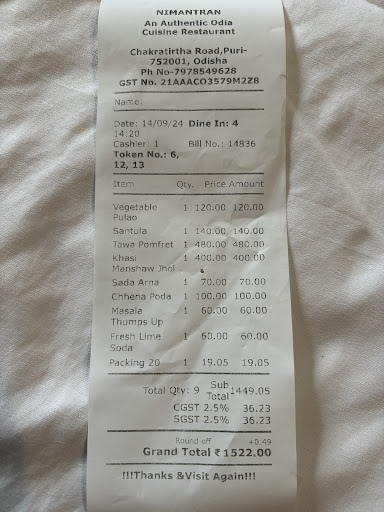 NIMANTRAN
An Authentic Odia
Cuisine Restaurant
Chakratirtha Road,Puri-
752001, Odisha
Ph No-7978549628
GST No. 21AAACO3579M2Z8
Name:
Date: 14/09/24 Dine In: 4
14:20
Cashier: 1 Bill No.: 14836
Token No.: 6,
12, 13
Item Qty. Price Amount
Vegetable 1 120.00 120.00
Pulao
Santula 1 140.00 140.00
Tawa Pomfret 1 480.00 480.00
Khasi 1 400.00 400.00
Manshaw Jhol
Sada Arna 1 70.00 70.00
Chhena Poda 1 100.00 100.00
Masala 1 60.00 60.00
Thumps Up
Fresh Lime 1 60.00 60.00
Soda
Packing 20 1 19.05 19.05
Total Qty: 9 Sub Total 1449.05
CGST 2.5% 36.23
SGST 2.5% 36.23
Round off +0.49
Grand Total ₹1522.00
!!!Thanks &Visit Again!!!